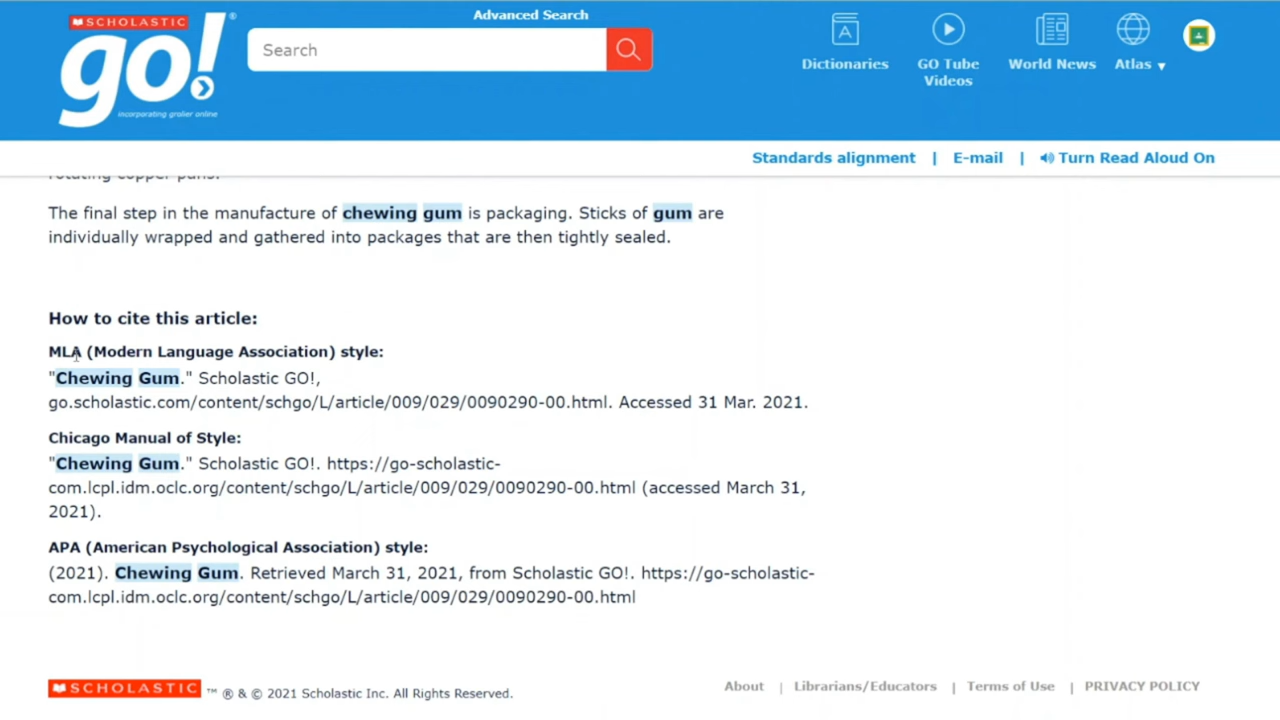 Advanced Search
SCHOLASTIC
go!
®
incorporating grolier online
Search
A
Dictionaries
GO Tube
Videos
World News
Atlas ▼
Standards alignment | E-mail | Turn Read Aloud On
rotating copper pans.
The final step in the manufacture of chewing gum is packaging. Sticks of gum are
individually wrapped and gathered into packages that are then tightly sealed.
How to cite this article:
MLA (Modern Language Association) style:
"Chewing Gum." Scholastic GO!,
go.scholastic.com/content/schgo/L/article/009/029/0090290-00.html. Accessed 31 Mar. 2021.
Chicago Manual of Style:
"Chewing Gum." Scholastic GO!. https://go-scholastic-
com.lcpl.idm.oclc.org/content/schgo/L/article/009/029/0090290-00.html (accessed March 31,
2021).
APA (American Psychological Association) style:
(2021). Chewing Gum. Retrieved March 31, 2021, from Scholastic GO!. https://go-scholastic-
com.lcpl.idm.oclc.org/content/schgo/L/article/009/029/0090290-00.html
SCHOLASTIC ™ ® & © 2021 Scholastic Inc. All Rights Reserved.
About | Librarians/Educators | Terms of Use | PRIVACY POLICY